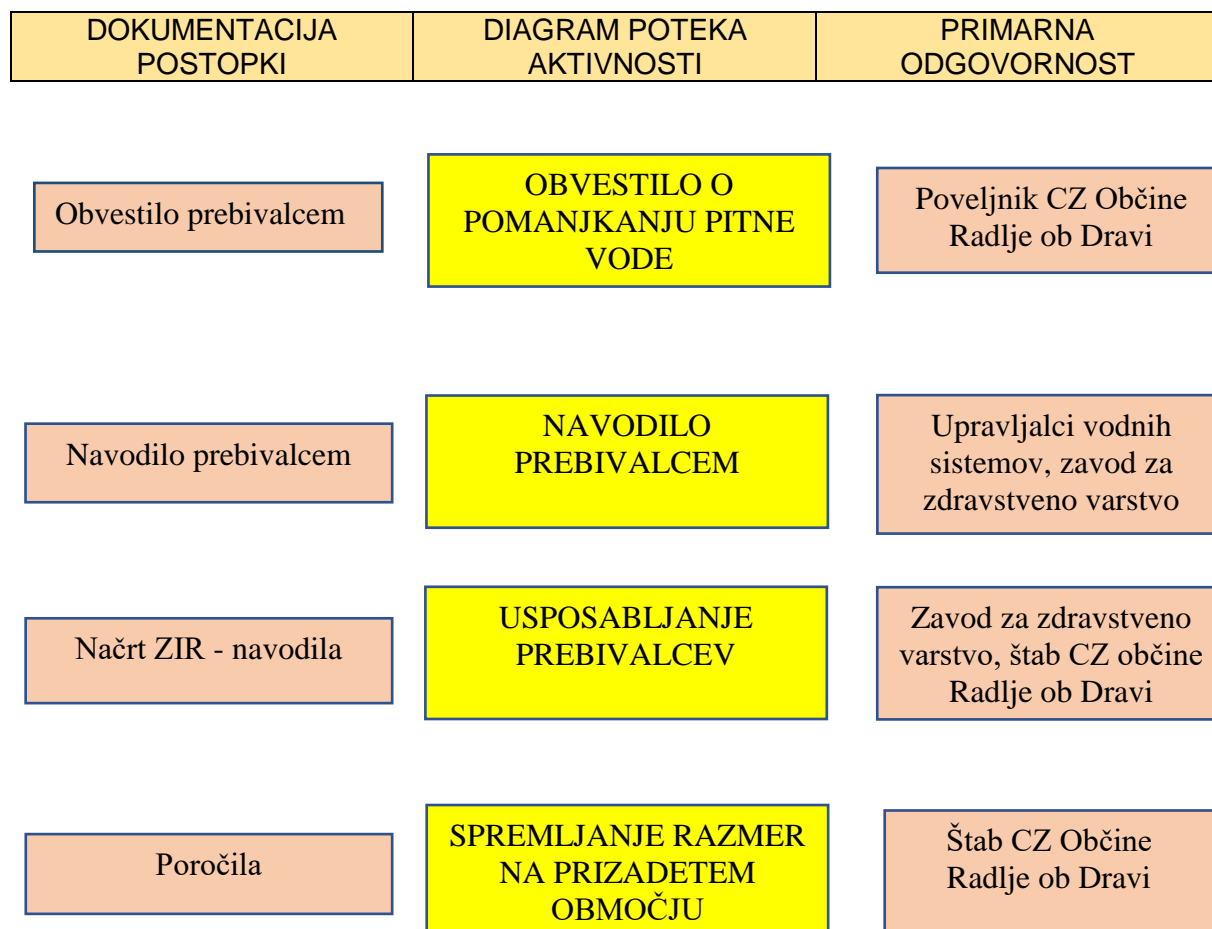 DOKUMENTACIJA
POSTOPKI
DIAGRAM POTEKA
AKTIVNOSTI
PRIMARNA
ODGOVORNOST
Obvestilo prebivalcem
OBVESTILO O
POMANJKANJU PITNE
VODE
Poveljnik CZ Občine
Radlje ob Dravi
Navodilo prebivalcem
NAVODILO
PREBIVALCEM
Upravljalci vodnih
sistemov, zavod za
zdravstveno varstvo
Načrt ZIR - navodila
USPOSABLJANJE
PREBIVALCEV
Zavod za zdravstveno
varstvo, štab CZ občine
Radlje ob Dravi
Poročila
SPREMLJANJE RAZMER
NA PRIZADETEM
OBMOČJU
Štab CZ Občine
Radlje ob Dravi